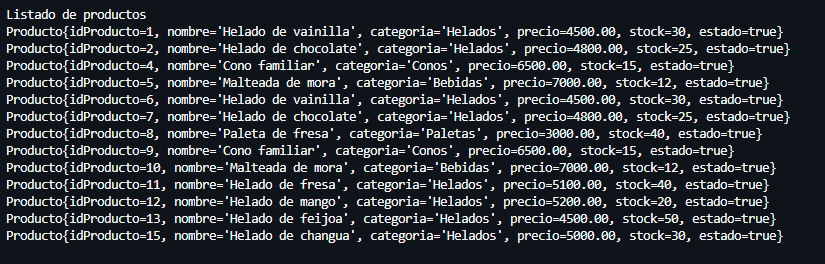 Listado de productos
Producto{idProducto=1, nombre='Helado de vainilla', categoria='Helados', precio=4500.00, stock=30, estado=true}
Producto{idProducto=2, nombre='Helado de chocolate', categoria='Helados', precio=4800.00, stock=25, estado=true}
Producto{idProducto=4, nombre='Cono familiar', categoria='Conos', precio=6500.00, stock=15, estado=true}
Producto{idProducto=5, nombre='Malteada de mora', categoria='Bebidas', precio=7000.00, stock=12, estado=true}
Producto{idProducto=6, nombre='Helado de vainilla', categoria='Helados', precio=4500.00, stock=30, estado=true}
Producto{idProducto=7, nombre='Helado de chocolate', categoria='Helados', precio=4800.00, stock=25, estado=true}
Producto{idProducto=8, nombre='Paleta de fresa', categoria='Paletas', precio=3000.00, stock=40, estado=true}
Producto{idProducto=9, nombre='Cono familiar', categoria='Conos', precio=6500.00, stock=15, estado=true}
Producto{idProducto=10, nombre='Malteada de mora', categoria='Bebidas', precio=7000.00, stock=12, estado=true}
Producto{idProducto=11, nombre='Helado de fresa', categoria='Helados', precio=5100.00, stock=40, estado=true}
Producto{idProducto=12, nombre='Helado de mango', categoria='Helados', precio=5200.00, stock=20, estado=true}
Producto{idProducto=13, nombre='Helado de feijoa', categoria='Helados', precio=4500.00, stock=50, estado=true}
Producto{idProducto=15, nombre='Helado de changua', categoria='Helados', precio=5000.00, stock=30, estado=true}